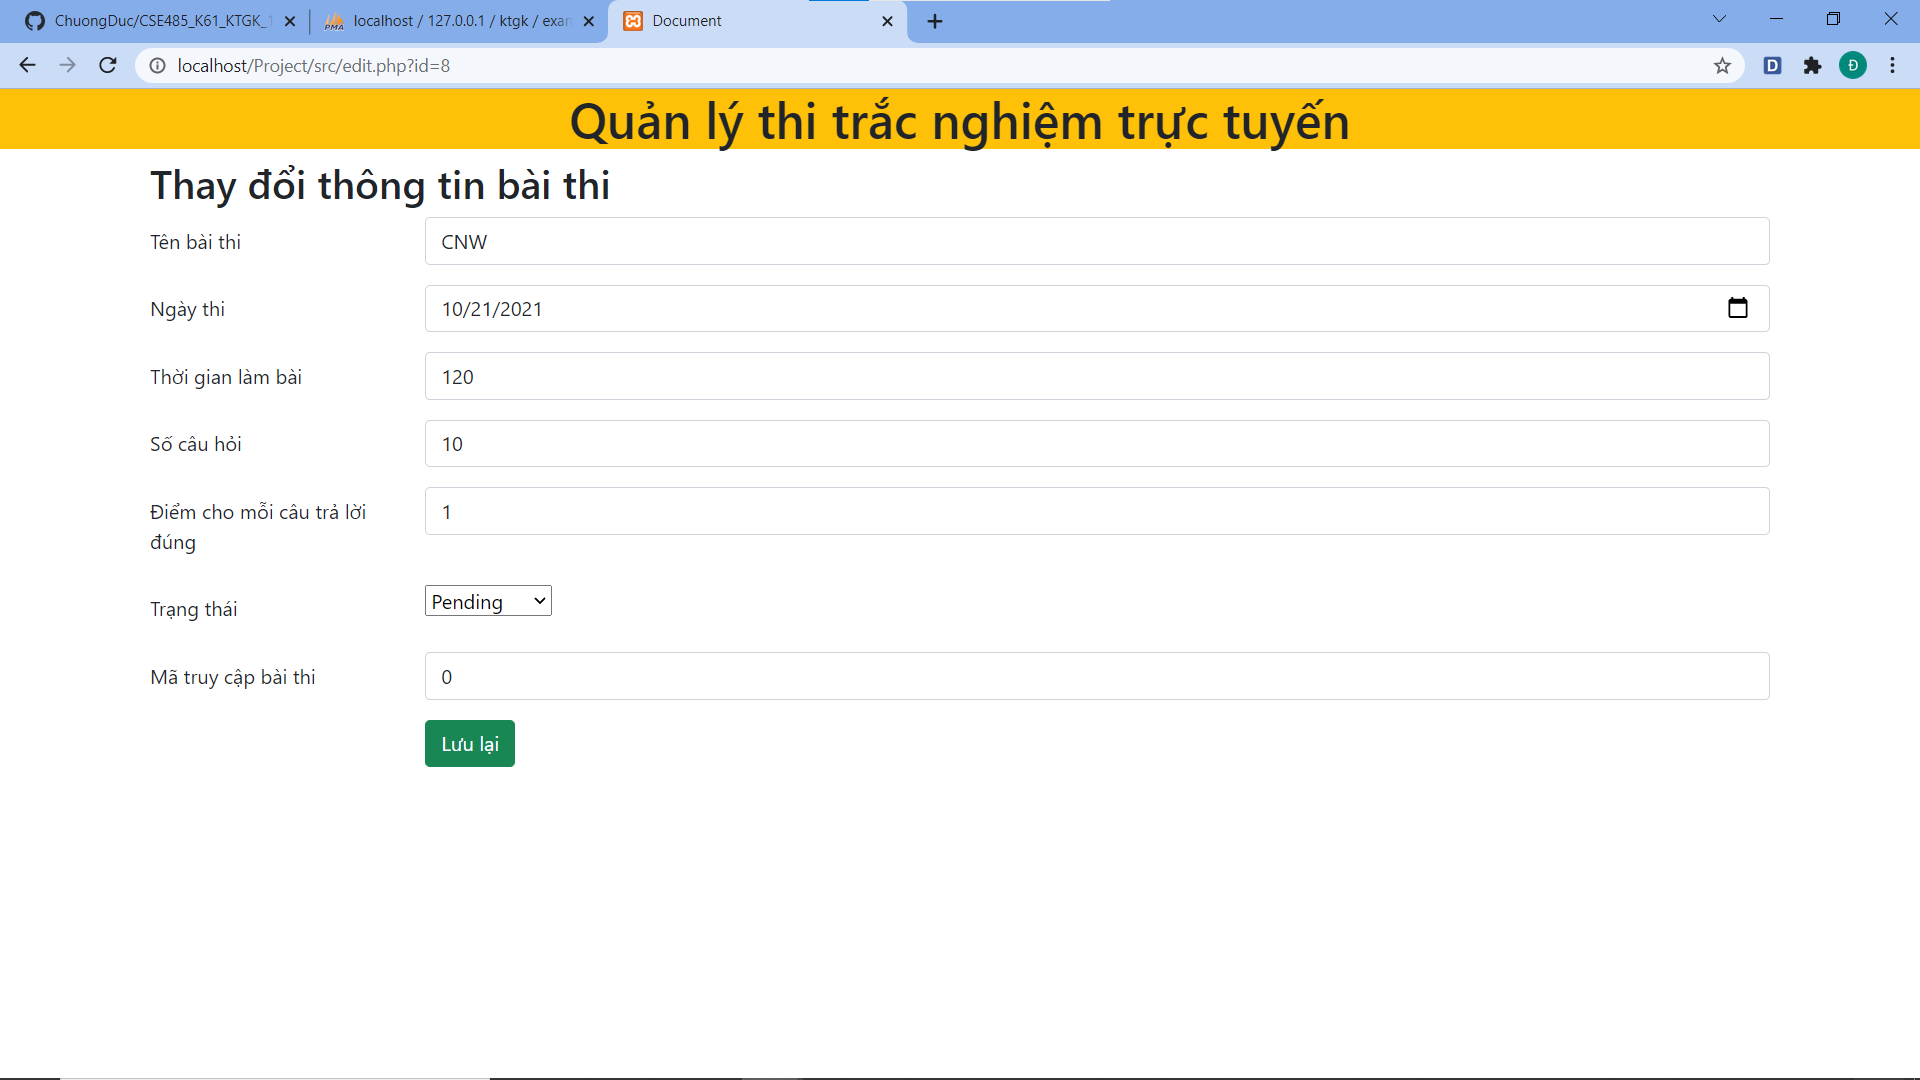 ChuongDuc/CSE485_K61_KTGK_1
localhost / 127.0.0.1 / ktgk / exan
Document
localhost/Project/src/edit.php?id=8
D
Đ
Quản lý thi trắc nghiệm trực tuyến
Thay đổi thông tin bài thi
Tên bài thi
CNW
Ngày thi
10/21/2021
Thời gian làm bài
120
Số câu hỏi
10
Điểm cho mỗi câu trả lời
đúng
1
Trạng thái
Pending
Mã truy cập bài thi
0
Lưu lại